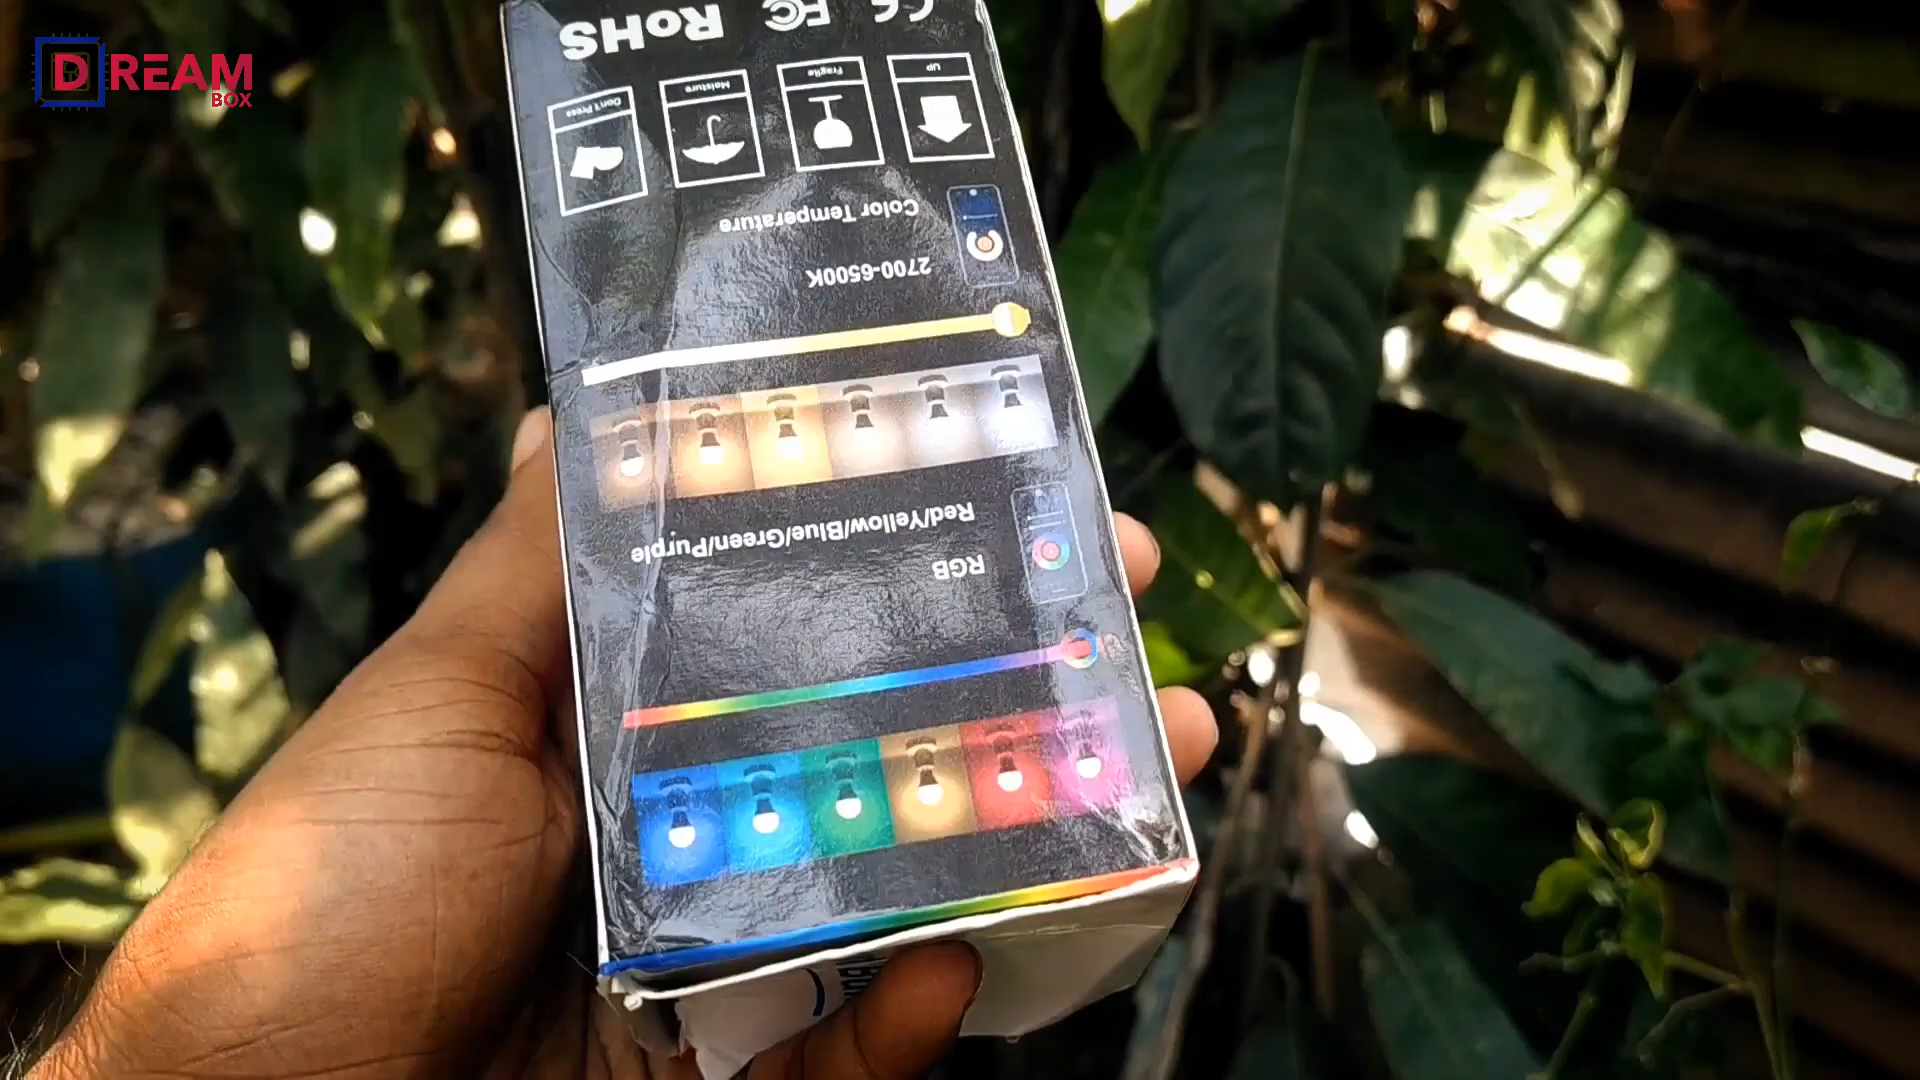 DREAM
BOX
RGB
Red/Yellow/Blue/Green/Purple
2700-6500K
Color Temperature
UP
Fragile
Moisture
Don't Press
CE FC RoHS